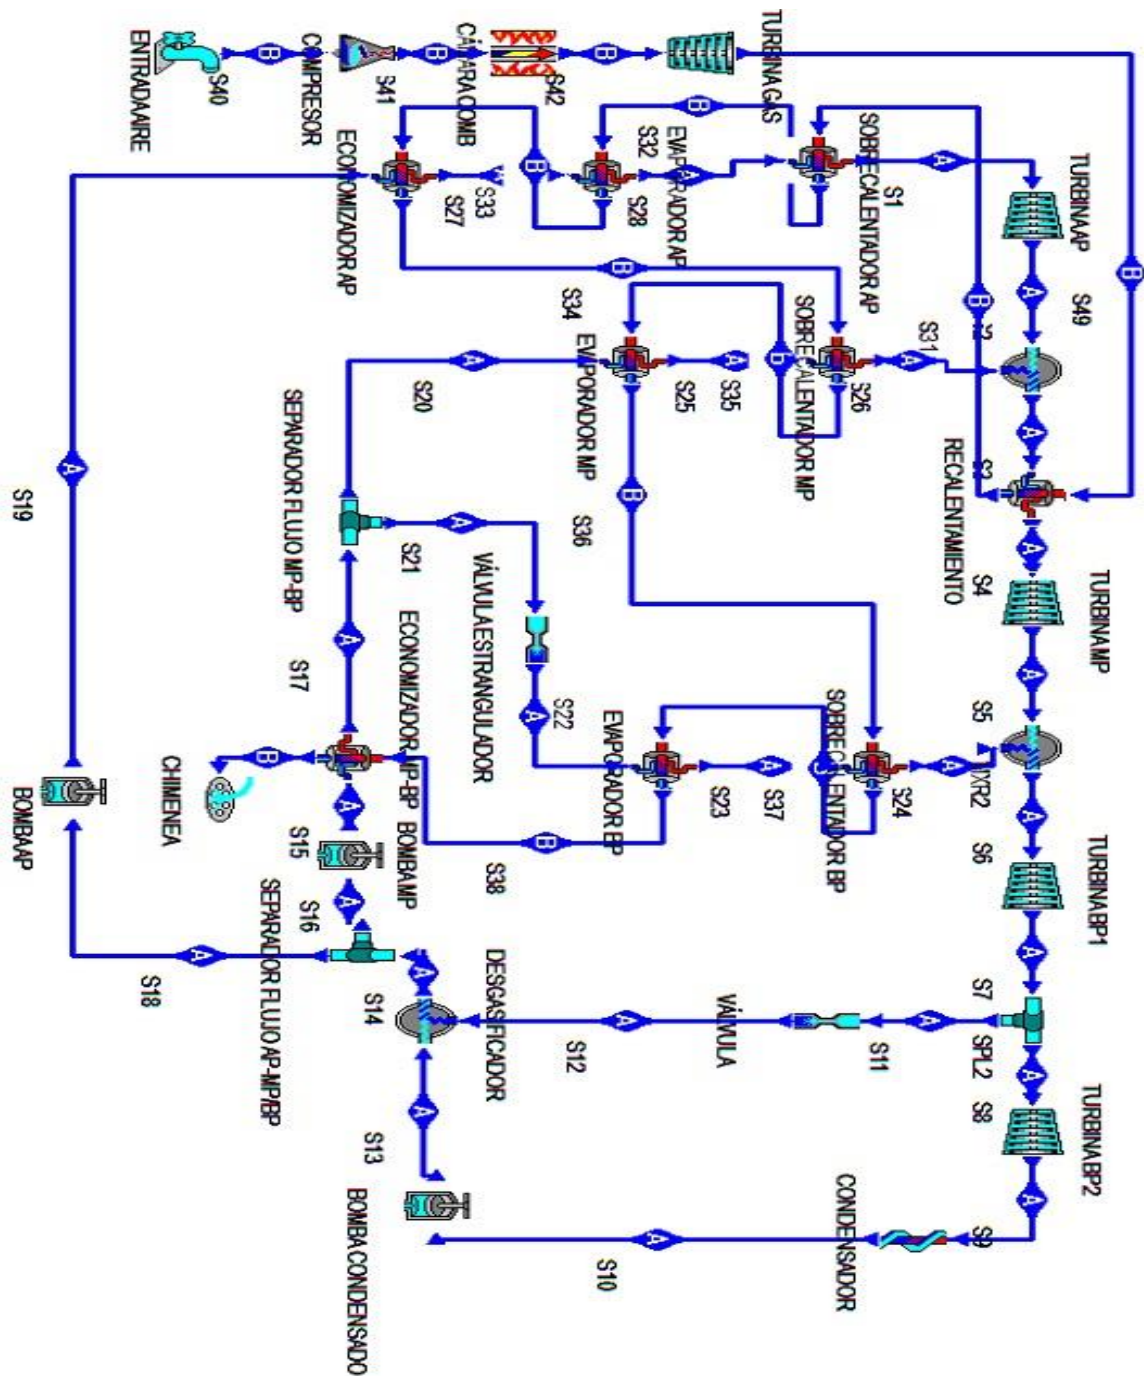 TURBINA AP
TURBINA MP
TURBINA BP1
TURBINA BP2
S49
S3
S4
S5
S6
S7
SPL2
S8
S9
RECALENTAMIENTO
MXR2
S31
S1
S24
S11
SOBRECALENTADOR AP
S26
CONDENSADOR
SOBRECALENTADOR BP
SOBRECALENTADOR MP
TURBINA GAS
S37
S35
VÁLVULA
S23
S25
EVAPORADOR AP
S32
S28
EVAPORADOR BP
S10
EVAPORADOR MP
S36
S12
S34
S22
S42
DESGASIFICADOR
S38
S33
VÁLVULA ESTRANGULADOR
CÁMARA COMB
S27
S20
S21
ECONOMIZADOR MP-BP
BOMBA MP
S41
S14
S13
BOMBA CONDENSADO
ECONOMIZADOR AP
COMPRESOR
S17
S16
S15
SEPARADOR FLUJO MP-BP
SEPARADOR FLUJO AP-MP/BP
S40
CHIMENEA
S18
ENTRADA AIRE
S19
BOMBA AP